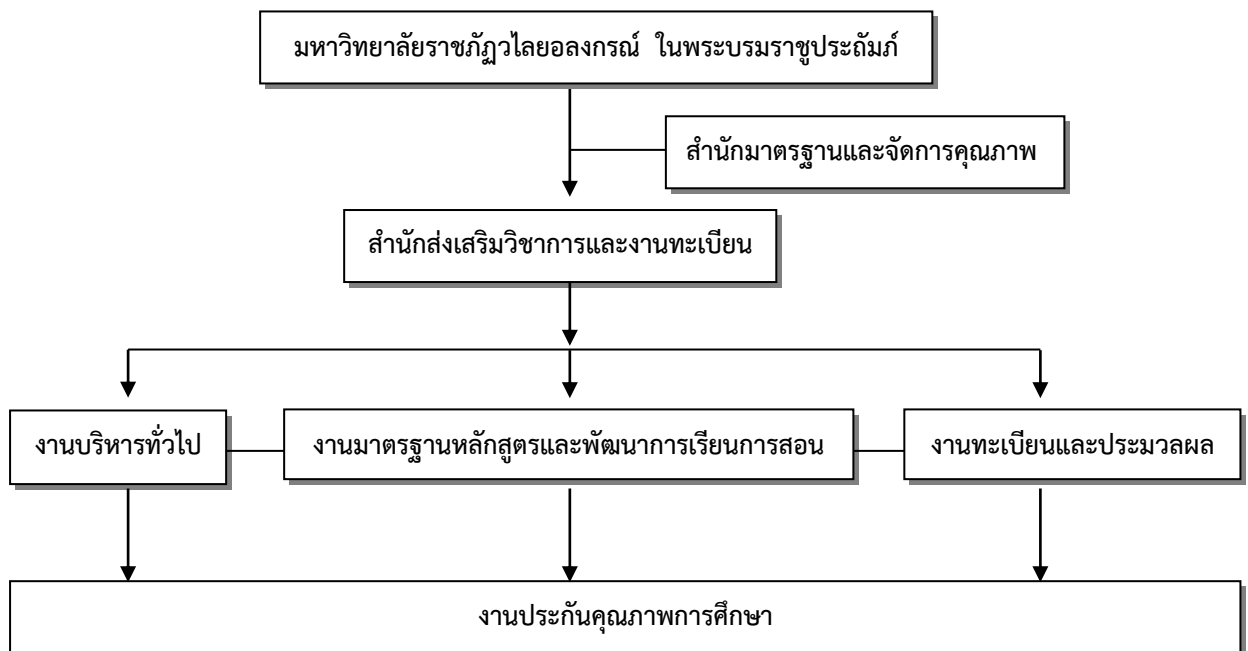 มหาวิทยาลัยราชภัฏวไลยอลงกรณ์ ในพระบรมราชูประถัมภ์
สำนักมาตรฐานและจัดการคุณภาพ
สำนักส่งเสริมวิชาการและงานทะเบียน
งานบริหารทั่วไป
งานมาตรฐานหลักสูตรและพัฒนาการเรียนการสอน
งานทะเบียนและประมวลผล
งานประกันคุณภาพการศึกษา